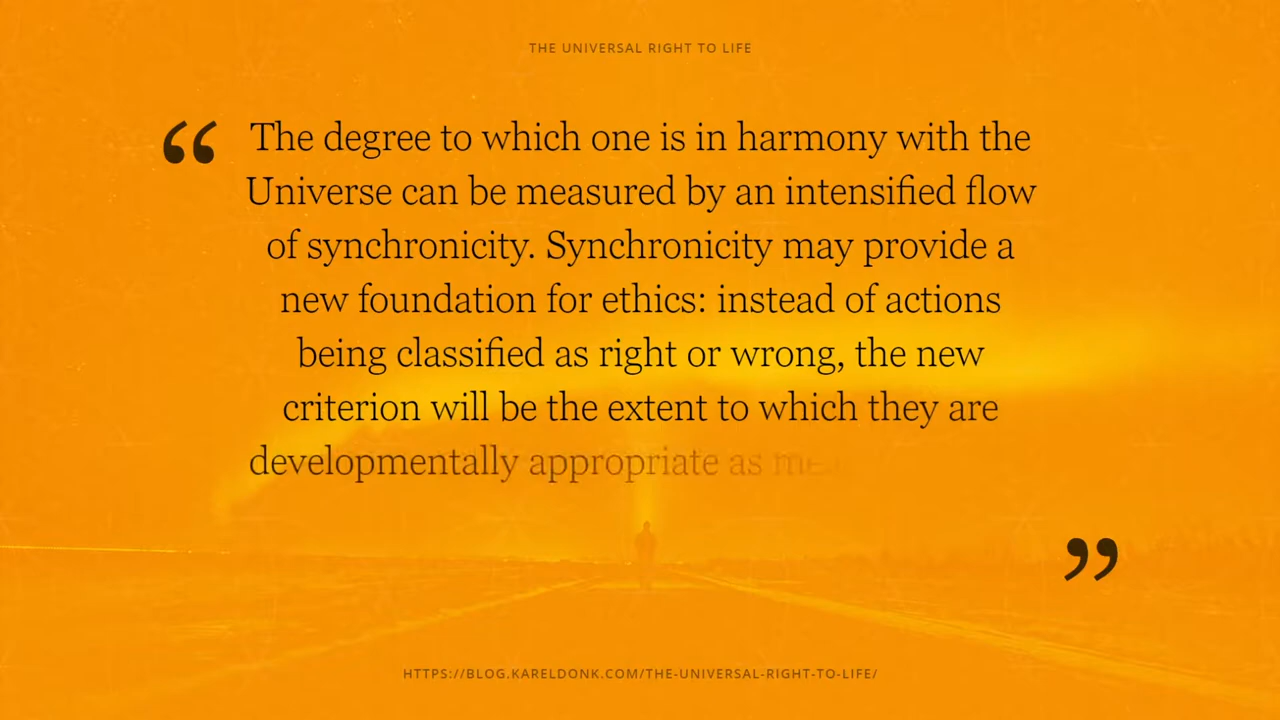 THE UNIVERSAL RIGHT TO LIFE
“ The degree to which one is in harmony with the
Universe can be measured by an intensified flow
of synchronicity. Synchronicity may provide a
new foundation for ethics: instead of actions
being classified as right or wrong, the new
criterion will be the extent to which they are
developmentally appropriate as
”
HTTPS://BLOG.KARELDONK.COM/THE-UNIVERSAL-RIGHT-TO-LIFE/